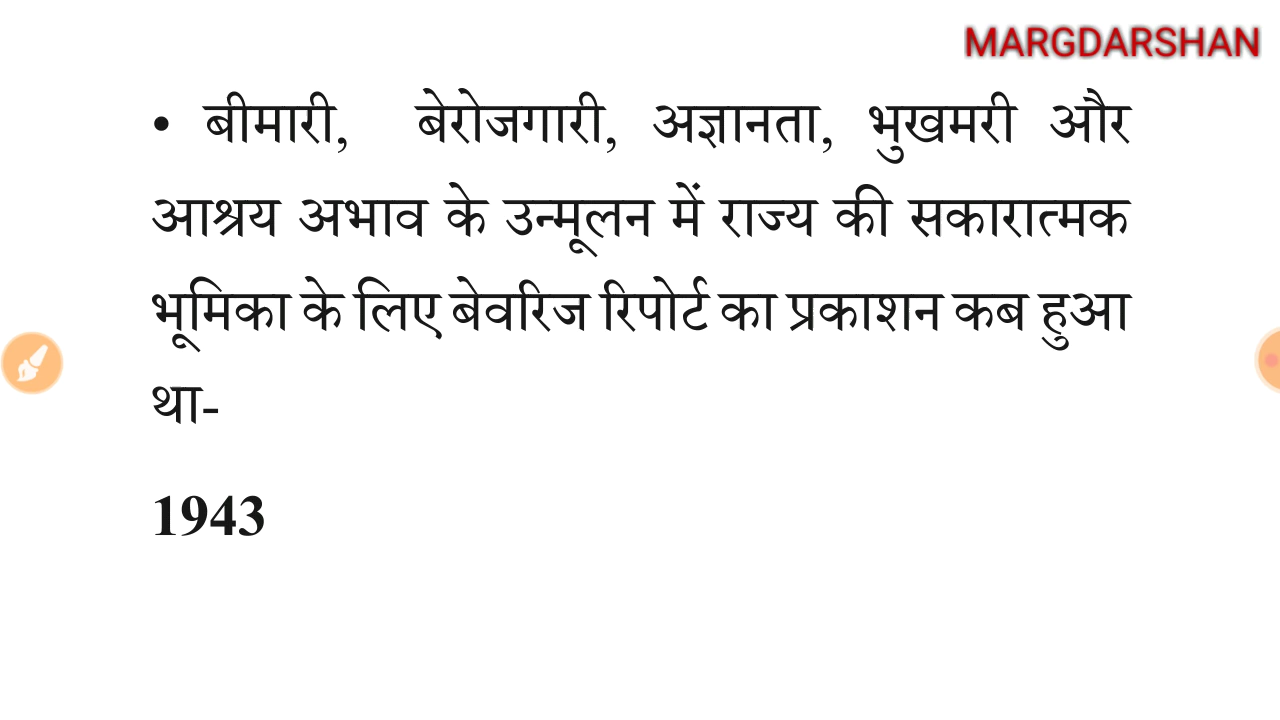 MARGDARSHAN
• बीमारी, बेरोजगारी, अज्ञानता, भुखमरी और
आश्रय अभाव के उन्मूलन में राज्य की सकारात्मक
भूमिका के लिए बेवरिज रिपोर्ट का प्रकाशन कब हुआ
था-
1943